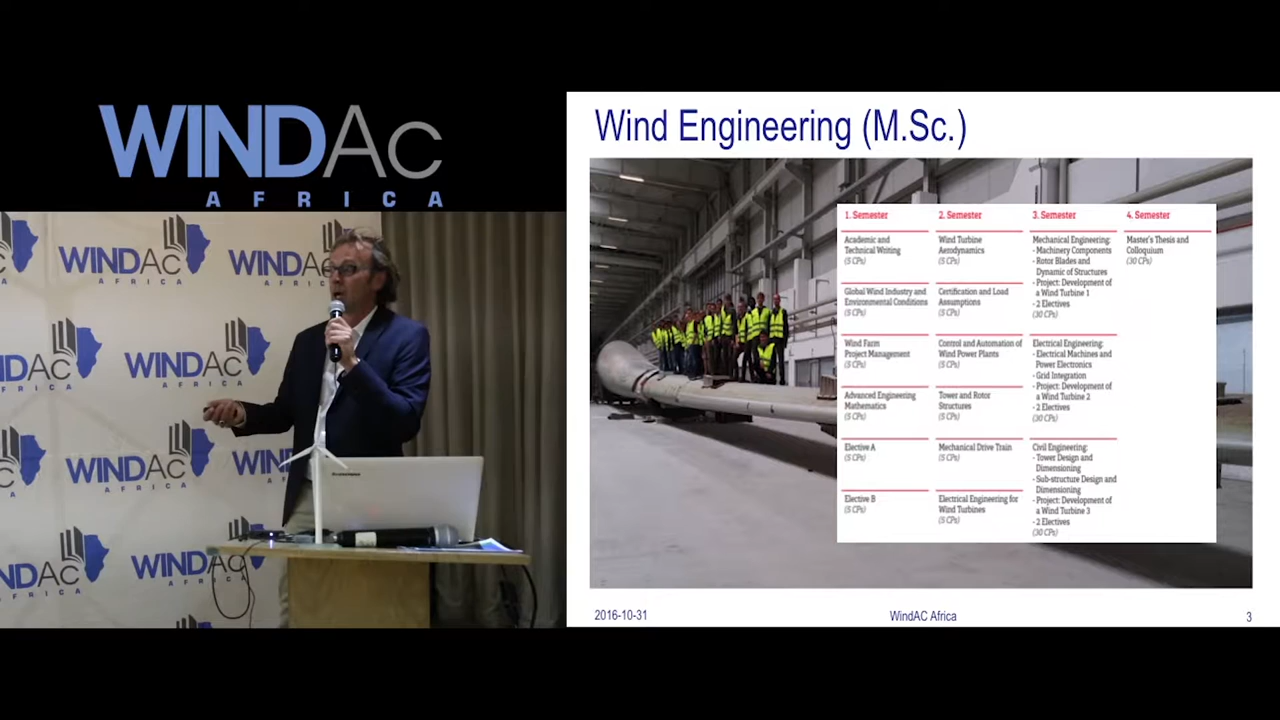 WINDAc
AFRICA
WINDAc
AFRICA
WINDAc
AFRICA
WINDAc
AFRICA
WINDAc
AFRICA
WINDAc
AFRICA
Wind Engineering (M.Sc.)
1. Semester
Academic and
Technical Writing
(5 CPs)
Global Wind Industry and
Environmental Conditions
(5 CPs)
Wind Farm
Project Management
(5 CPs)
Advanced Engineering
Mathematics
(5 CPs)
Elective A
(5 CPs)
Elective B
(5 CPs)
2. Semester
Wind Turbine
Aerodynamics
(5 CPs)
Certification and Load
Assumptions
(5 CPs)
Control and Automation of
Wind Power Plants
(5 CPs)
Tower and Rotor
Structures
(5 CPs)
Mechanical Drive Train
(5 CPs)
Electrical Engineering for
Wind Turbines
(5 CPs)
3. Semester
Mechanical Engineering:
- Machinery Components
- Rotor Blades and
Dynamic of Structures
- Project: Development of
a Wind Turbine 1
- 2 Electives
(30 CPs)
Electrical Engineering:
- Electrical Machines and
Power Electronics
- Grid Integration
- Project: Development of
a Wind Turbine 2
- 2 Electives
(30 CPs)
Civil Engineering:
- Tower Design and
Dimensioning
- Sub-structure Design and
Dimensioning
- Project: Development of
a Wind Turbine 3
- 2 Electives
(30 CPs)
4. Semester
Master's Thesis and
Colloquium
(30 CPs)
2016-10-31
WindAC Africa
3